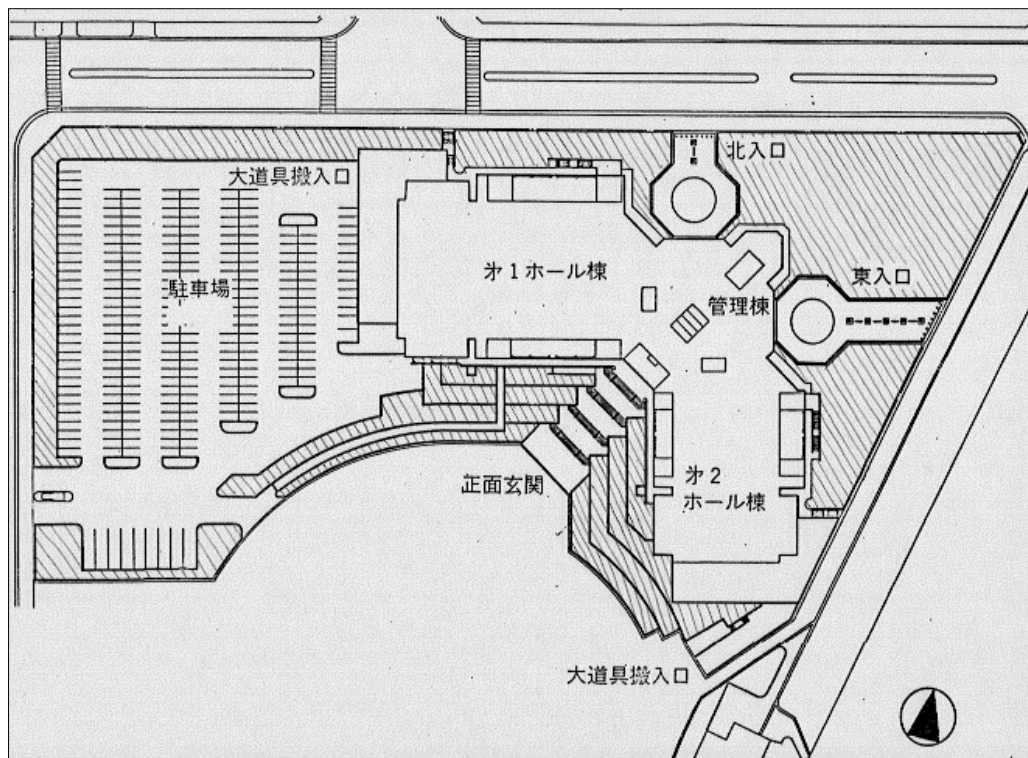 北入口
大道具搬入口
才1ホール棟
東入口
駐車場
管理棟
正面玄関
才2
ホール棟
大道具搬入口